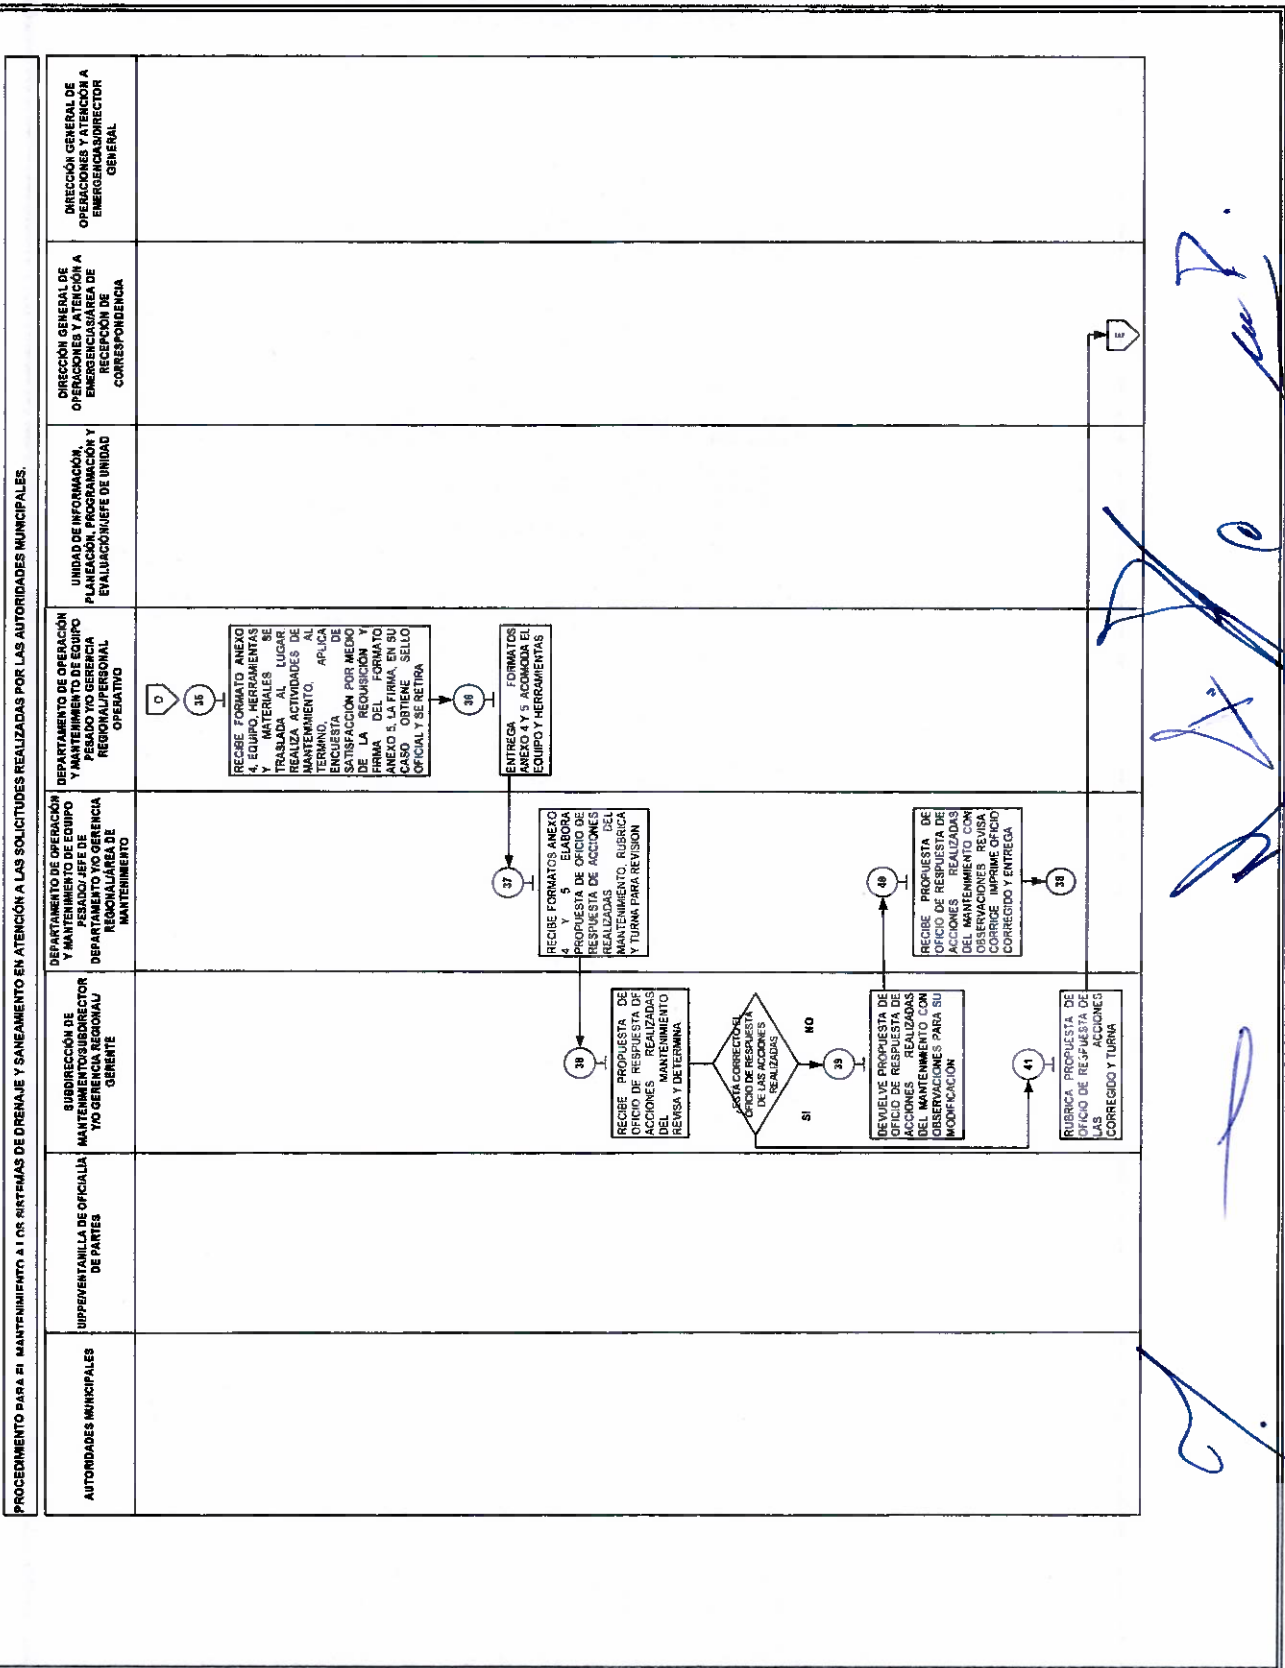 PROCEDIMIENTO PARA EL MANTENIMIENTO A LOS SISTEMAS DE DRENAJE Y SANEAMIENTO EN ATENCIÓN A LAS SOLICITUDES REALIZADAS POR LAS AUTORIDADES MUNICIPALES.
AUTORIDADES MUNICIPALES
UIPPE/VENTANILLA DE OFICIALÍA
DE PARTES
SUBDIRECCIÓN DE
MANTENIMIENTO/SUBDIRECTOR
Y/O GERENCIA REGIONAL/
GERENTE
DEPARTAMENTO DE OPERACIÓN
Y MANTENIMIENTO DE EQUIPO
PESADO/ JEFE DE
DEPARTAMENTO Y/O GERENCIA
REGIONAL/ÁREA DE
MANTENIMIENTO
DEPARTAMENTO DE OPERACIÓN
Y MANTENIMIENTO DE EQUIPO
PESADO Y/O GERENCIA
REGIONAL/PERSONAL
OPERATIVO
UNIDAD DE INFORMACIÓN,
PLANEACIÓN, PROGRAMACIÓN Y
EVALUACIÓN/JEFE DE UNIDAD
DIRECCIÓN GENERAL DE
OPERACIONES Y ATENCIÓN A
EMERGENCIAS/ÁREA DE
RECEPCIÓN DE
CORRESPONDENCIA
DIRECCIÓN GENERAL DE
OPERACIONES Y ATENCIÓN A
EMERGENCIAS/DIRECTOR
GENERAL
35
RECIBE FORMATO ANEXO
4, EQUIPO, HERRAMIENTAS
Y MATERIALES SE
TRASLADA AL LUGAR.
REALIZA ACTIVIDADES DE
MANTENIMIENTO, AL
TERMINO, APLICA
ENCUESTA DE
SATISFACCIÓN POR MEDIO
DE LA REQUISICIÓN Y
FIRMA DEL FORMATO
ANEXO 5, LA FIRMA, EN SU
CASO OBTIENE SELLO
OFICIAL Y SE RETIRA
36
ENTREGA FORMATOS
ANEXO 4 Y 5 ACOMODA EL
EQUIPO Y HERRAMIENTAS
37
RECIBE FORMATOS ANEXO
4 Y 5 ELABORA
PROPUESTA DE OFICIO DE
RESPUESTA DE ACCIONES
REALIZADAS DEL
MANTENIMIENTO, RUBRICA
Y TURNA PARA REVISION
38
RECIBE PROPUESTA DE
OFICIO DE RESPUESTA DE
ACCIONES REALIZADAS
DEL MANTENIMIENTO
REVISA Y DETERMINA
¿ESTA CORRECTO EL
OFICIO DE RESPUESTA
DE LAS ACCIONES
REALIZADAS
NO
SI
39
DEVUELVE PROPUESTA DE
OFICIO DE RESPUESTA DE
ACCIONES REALIZADAS
DEL MANTENIMIENTO CON
OBSERVACIONES PARA SU
MODIFICACION
40
RECIBE PROPUESTA DE
OFICIO DE RESPUESTA DE
ACCIONES REALIZADAS
DEL MANTENIMIENTO CON
OBSERVACIONES REVISA
CORRIGE IMPRIME OFICIO
CORREGIDO Y ENTREGA
38
41
RUBRICA PROPUESTA DE
OFICIO DE RESPUESTA DE
LAS ACCIONES
CORREGIDO Y TURNA